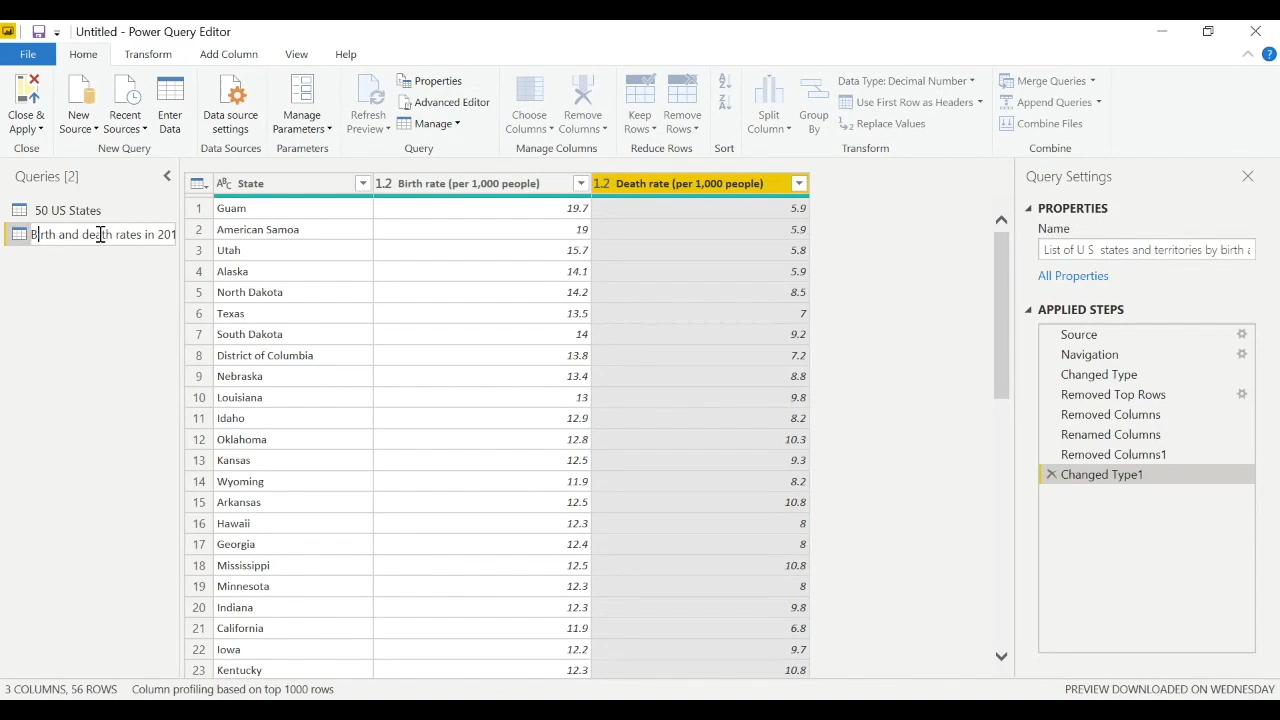 Untitled - Power Query Editor
File Home Transform Add Column View Help
Close & Apply
New Source
Recent Sources
Enter Data
Data source settings
Manage Parameters
Refresh Preview
Properties
Advanced Editor
Manage
Choose Columns
Remove Columns
Keep Rows
Remove Rows
Split Column
Group By
Data Type: Decimal Number
Use First Row as Headers
Replace Values
Merge Queries
Append Queries
Combine Files
Close New Query Data Sources Parameters Query Manage Columns Reduce Rows Sort Transform Combine
Queries [2]
50 US States
Birth and death rates in 201
State 1.2 Birth rate (per 1,000 people) 1.2 Death rate (per 1,000 people)
1 Guam 19.7 5.9
2 American Samoa 19 5.9
3 Utah 15.7 5.8
4 Alaska 14.1 5.9
5 North Dakota 14.2 8.5
6 Texas 13.5 7
7 South Dakota 14 9.2
8 District of Columbia 13.8 7.2
9 Nebraska 13.4 8.8
10 Louisiana 13 9.8
11 Idaho 12.9 8.2
12 Oklahoma 12.8 10.3
13 Kansas 12.5 9.3
14 Wyoming 11.9 8.2
15 Arkansas 12.5 10.8
16 Hawaii 12.3 8
17 Georgia 12.4 8
18 Mississippi 12.5 10.8
19 Minnesota 12.3 8
20 Indiana 12.3 9.8
21 California 11.9 6.8
22 Iowa 12.2 9.7
23 Kentucky 12.3 10.8
Query Settings
PROPERTIES
Name
List of U S states and territories by birth
All Properties
APPLIED STEPS
Source
Navigation
Changed Type
Removed Top Rows
Removed Columns
Renamed Columns
Removed Columns1
Changed Type1
3 COLUMNS, 56 ROWS Column profiling based on top 1000 rows PREVIEW DOWNLOADED ON WEDNESDAY